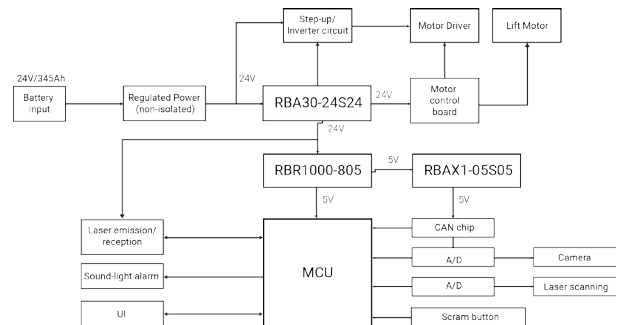 Step-up/
Inverter circuit
Motor Driver
Lift Motor
24V/345Ah
24V
Battery
Input
Regulated Power
(non-isolated)
RBA30-24S24
24V
Motor
control
board
24V
RBR1000-805
5V
RBAX1-05S05
5V
5V
Laser emission/
reception
MCU
CAN chip
A/D
Camera
Sound-light alarm
A/D
Laser scanning
UI
Scram button